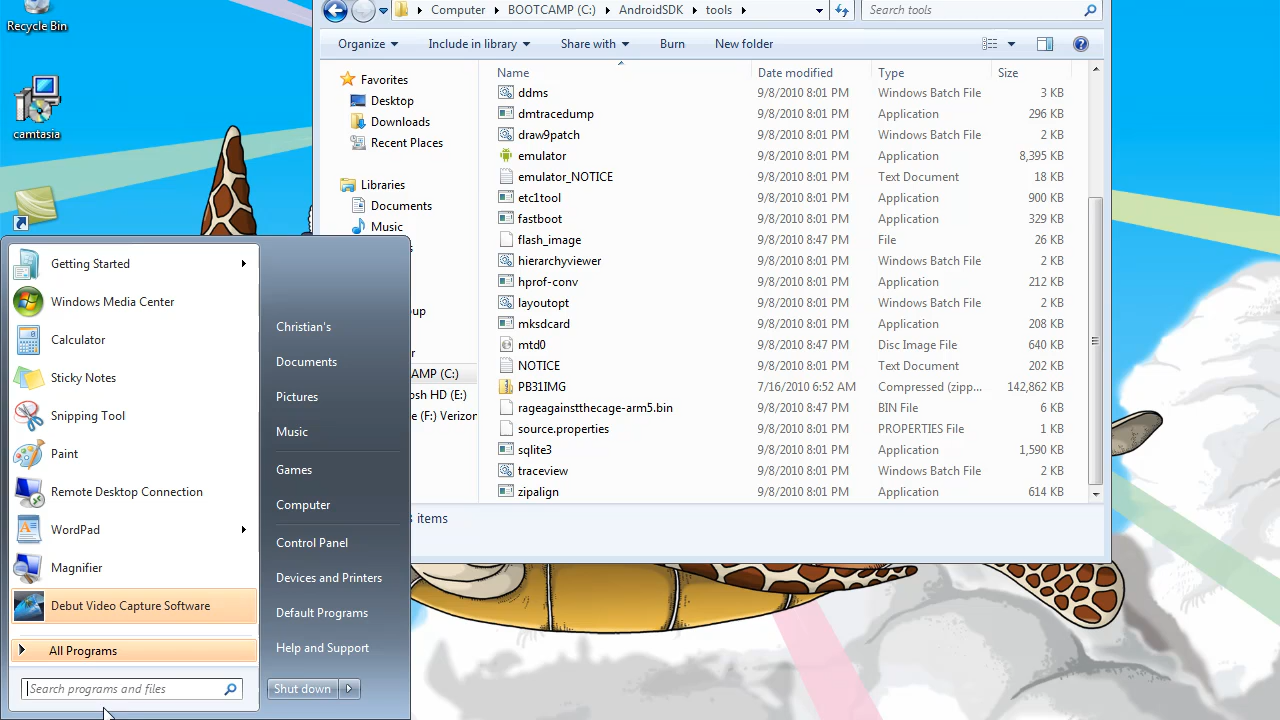 Recycle Bin
camtasia
Computer BOOTCAMP (C:) AndroidSDK tools
Search tools
Organize Include in library Share with Burn New folder
Favorites
Desktop
Downloads
Recent Places
Libraries
Documents
Music
AMP (C:)
osh HD (E:)
(F:) Verizor
Name Date modified Type Size
ddms 9/8/2010 8:01 PM Windows Batch File 3 KB
dmtracedump 9/8/2010 8:01 PM Application 296 KB
draw9patch 9/8/2010 8:01 PM Windows Batch File 2 KB
emulator 9/8/2010 8:01 PM Application 8,395 KB
emulator_NOTICE 9/8/2010 8:01 PM Text Document 18 KB
etc1tool 9/8/2010 8:01 PM Application 900 KB
fastboot 9/8/2010 8:01 PM Application 329 KB
flash_image 9/8/2010 8:47 PM File 26 KB
hierarchyviewer 9/8/2010 8:01 PM Windows Batch File 2 KB
hprof-conv 9/8/2010 8:01 PM Application 212 KB
layoutopt 9/8/2010 8:01 PM Windows Batch File 2 KB
mksdcard 9/8/2010 8:01 PM Application 208 KB
mtd0 9/8/2010 8:47 PM Disc Image File 640 KB
NOTICE 9/8/2010 8:01 PM Text Document 202 KB
PB31IMG 7/16/2010 6:52 AM Compressed (zipp... 142,862 KB
rageagainstthecage-arm5.bin 9/8/2010 8:47 PM BIN File 6 KB
source.properties 9/8/2010 8:01 PM PROPERTIES File 1 KB
sqlite3 9/8/2010 8:01 PM Application 1,590 KB
traceview 9/8/2010 8:01 PM Windows Batch File 2 KB
zipalign 9/8/2010 8:01 PM Application 614 KB
items
Getting Started
Windows Media Center
Calculator
Sticky Notes
Snipping Tool
Paint
Remote Desktop Connection
WordPad
Magnifier
Debut Video Capture Software
All Programs
Search programs and files
Christian's
Documents
Pictures
Music
Games
Computer
Control Panel
Devices and Printers
Default Programs
Help and Support
Shut down